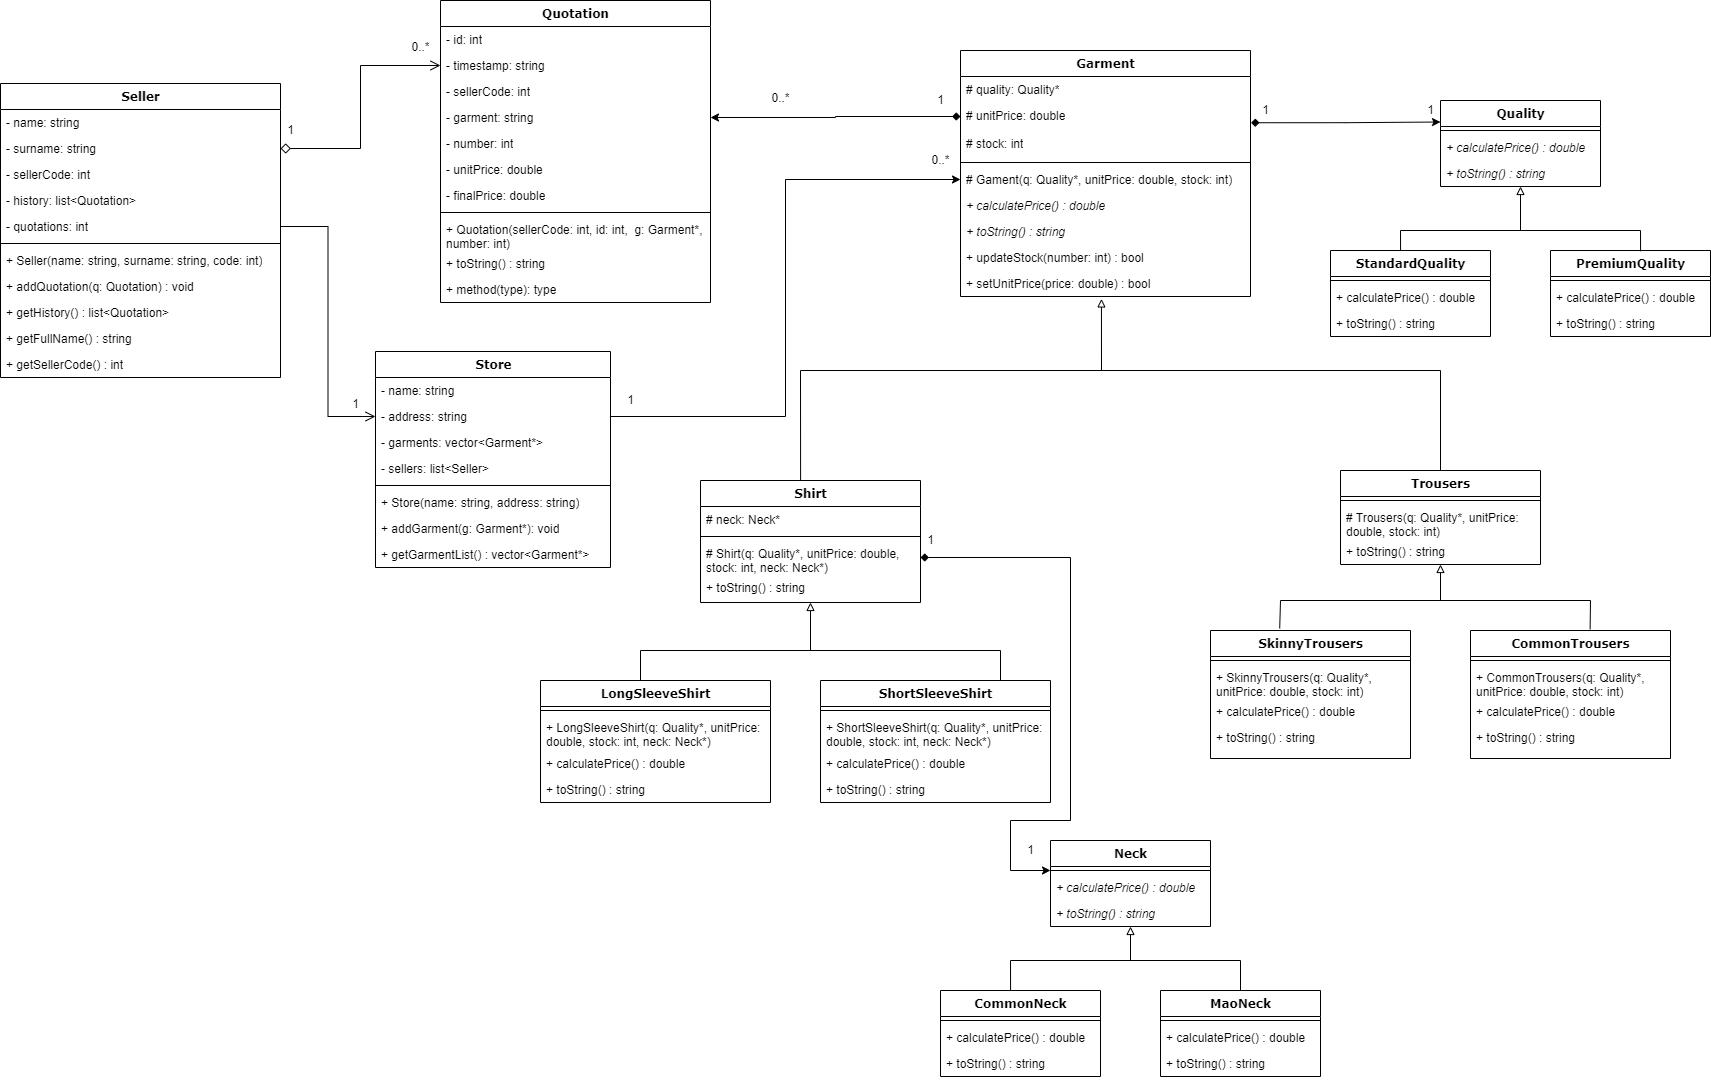 Quotation
- id: int
- timestamp: string
- sellerCode: int
- garment: string
- number: int
- unitPrice: double
- finalPrice: double
+ Quotation(sellerCode: int, id: int,  g: Garment*,
number: int)
+ toString() : string
+ method(type): type
0..*
Seller
- name: string
- surname: string
- sellerCode: int
- history: list<Quotation>
- quotations: int
+ Seller(name: string, surname: string, code: int)
+ addQuotation(q: Quotation) : void
+ getHistory() : list<Quotation>
+ getFullName() : string
+ getSellerCode() : int
1
1
0..*
1
0..*
Garment
# quality: Quality*
# unitPrice: double
# stock: int
# Gament(q: Quality*, unitPrice: double, stock: int)
+ calculatePrice() : double
+ toString() : string
+ updateStock(number: int) : bool
+ setUnitPrice(price: double) : bool
1
1
Quality
+ calculatePrice() : double
+ toString() : string
StandardQuality
+ calculatePrice() : double
+ toString() : string
PremiumQuality
+ calculatePrice() : double
+ toString() : string
Store
- name: string
- address: string
- garments: vector<Garment*>
- sellers: list<Seller>
+ Store(name: string, address: string)
+ addGarment(g: Garment*): void
+ getGarmentList() : vector<Garment*>
1
Shirt
# neck: Neck*
# Shirt(q: Quality*, unitPrice: double,
stock: int, neck: Neck*)
+ toString() : string
1
Trousers
# Trousers(q: Quality*, unitPrice:
double, stock: int)
+ toString() : string
LongSleeveShirt
+ LongSleeveShirt(q: Quality*, unitPrice:
double, stock: int, neck: Neck*)
+ calculatePrice() : double
+ toString() : string
ShortSleeveShirt
+ ShortSleeveShirt(q: Quality*, unitPrice:
double, stock: int, neck: Neck*)
+ calculatePrice() : double
+ toString() : string
SkinnyTrousers
+ SkinnyTrousers(q: Quality*,
unitPrice: double, stock: int)
+ calculatePrice() : double
+ toString() : string
CommonTrousers
+ CommonTrousers(q: Quality*,
unitPrice: double, stock: int)
+ calculatePrice() : double
+ toString() : string
1
Neck
+ calculatePrice() : double
+ toString() : string
CommonNeck
+ calculatePrice() : double
+ toString() : string
MaoNeck
+ calculatePrice() : double
+ toString() : string